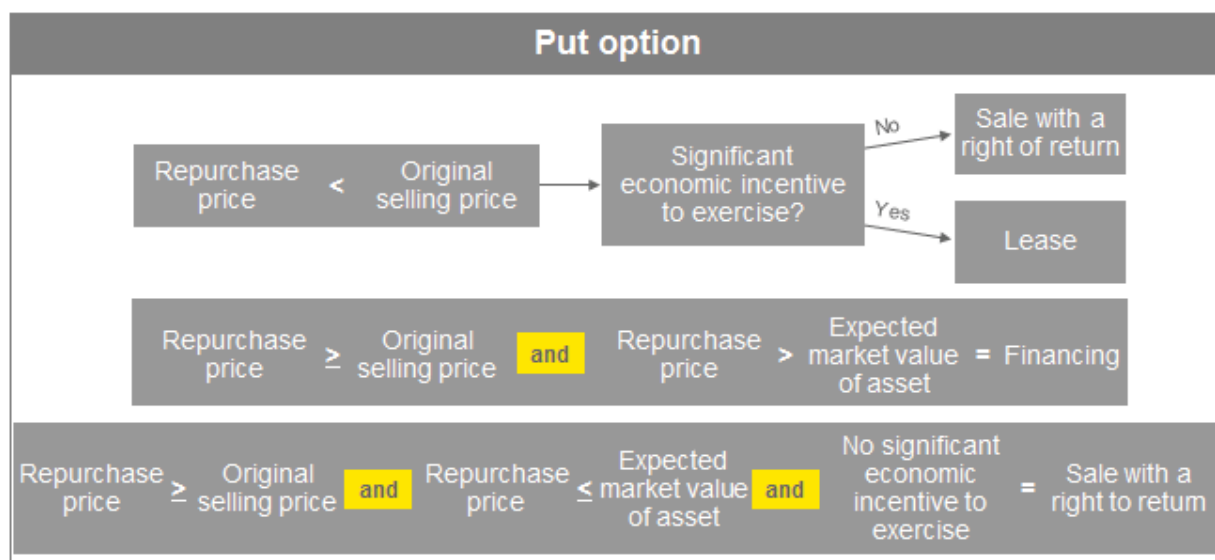 Put option
Repurchase price < Original selling price
Significant economic incentive to exercise?
No
Sale with a right of return
Yes
Lease
Repurchase price ≥ Original selling price and Repurchase price > Expected market value of asset = Financing
Repurchase price ≥ Original selling price and Repurchase price ≤ Expected market value of asset and No significant economic incentive to exercise = Sale with a right to return